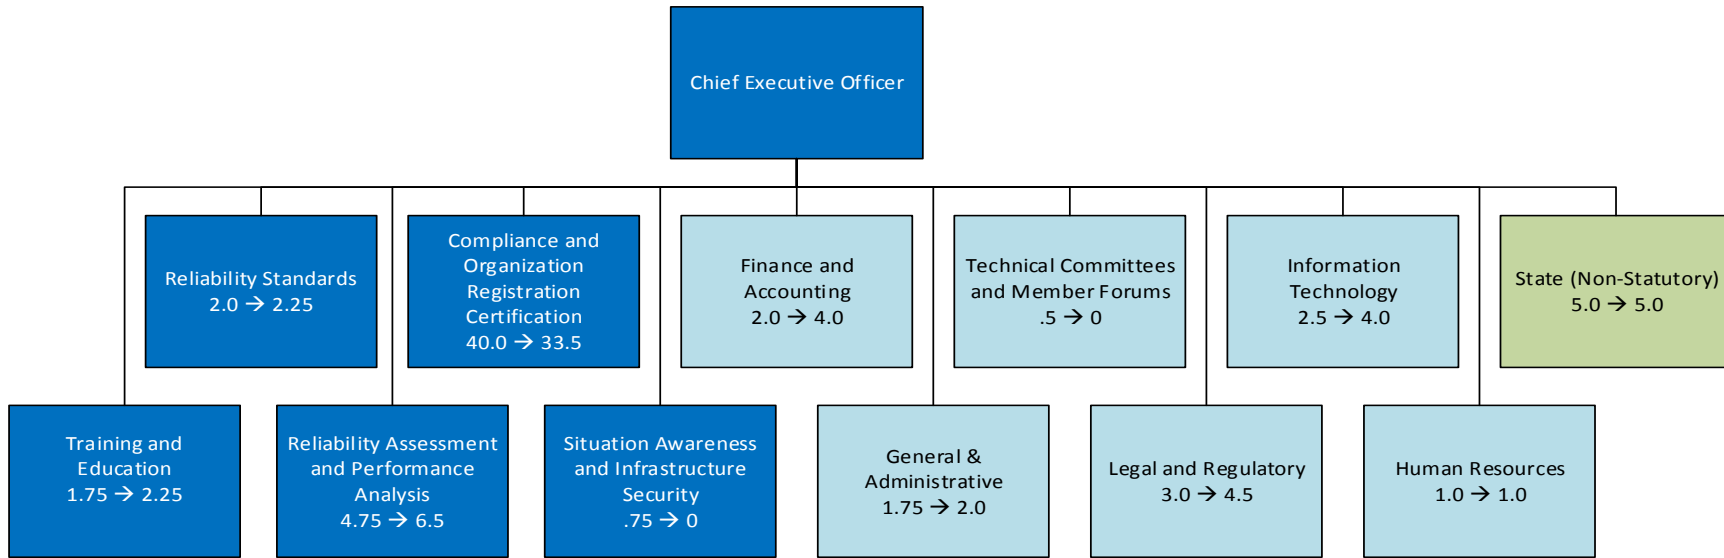 Chief Executive Officer
Reliability Standards
2.0 → 2.25
Compliance and
Organization
Registration
Certification
40.0 → 33.5
Finance and
Accounting
2.0 → 4.0
Technical Committees
and Member Forums
.5 → 0
Information
Technology
2.5 → 4.0
State (Non-Statutory)
5.0 → 5.0
Training and
Education
1.75 → 2.25
Reliability Assessment
and Performance
Analysis
4.75 → 6.5
Situation Awareness
and Infrastructure
Security
.75 → 0
General &
Administrative
1.75 → 2.0
Legal and Regulatory
3.0 → 4.5
Human Resources
1.0 → 1.0